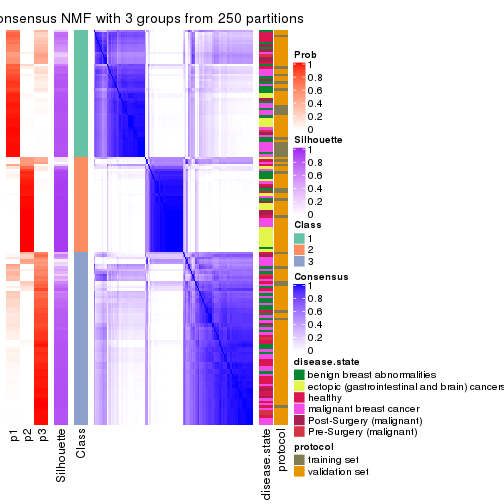 onsensus NMF with 3 groups from 250 partitions
Prob
1
0.8
0.6
0.4
0.2
0
Silhouette
1
0.8
0.6
0.4
0.2
0
Class
1
2
3
Consensus
1
0.8
0.6
0.4
0.2
0
disease.state
benign breast abnormalities
ectopic (gastrointestinal and brain) cancers
healthy
malignant breast cancer
Post-Surgery (malignant)
Pre-Surgery (malignant)
protocol
training set
validation set
p1
p2
p3
Silhouette
Class
disease.state
protocol